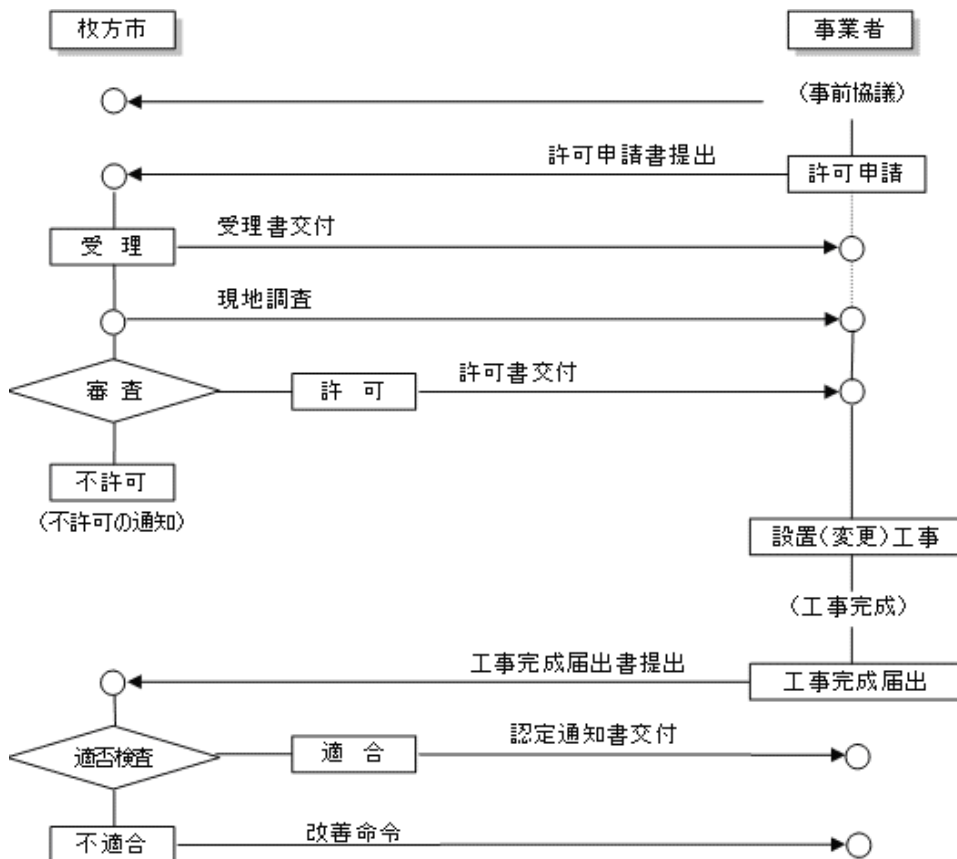 枚方市
事業者
(事前協議)
許可申請書提出
許可申請
受理書交付
受 理
現地調査
審 査
許 可
許可書交付
不許可
(不許可の通知)
設置(変更)工事
(工事完成)
工事完成届出書提出
工事完成届出
適否検査
適 合
認定通知書交付
不適合
改善命令